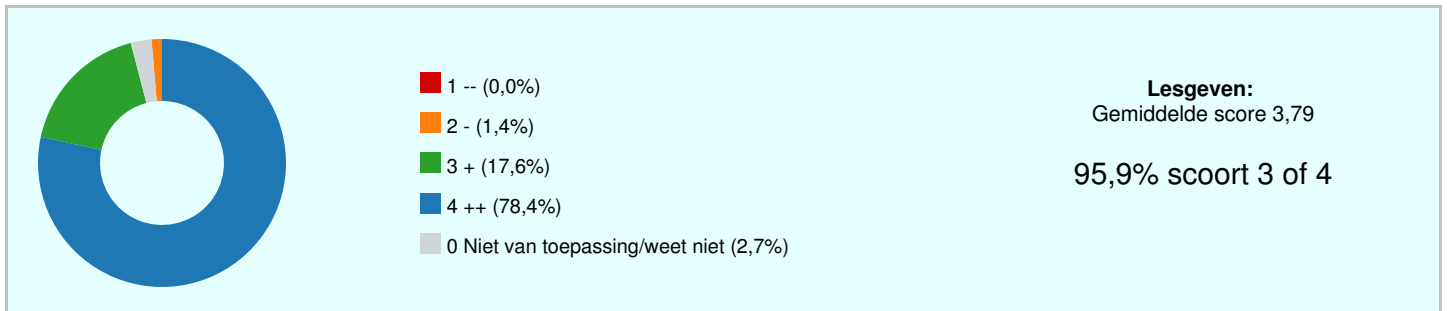 1 -- (0,0%)
2 - (1,4%)
3 + (17,6%)
4 ++ (78,4%)
0 Niet van toepassing/weet niet (2,7%)
Lesgeven:
Gemiddelde score 3,79
95,9% scoort 3 of 4